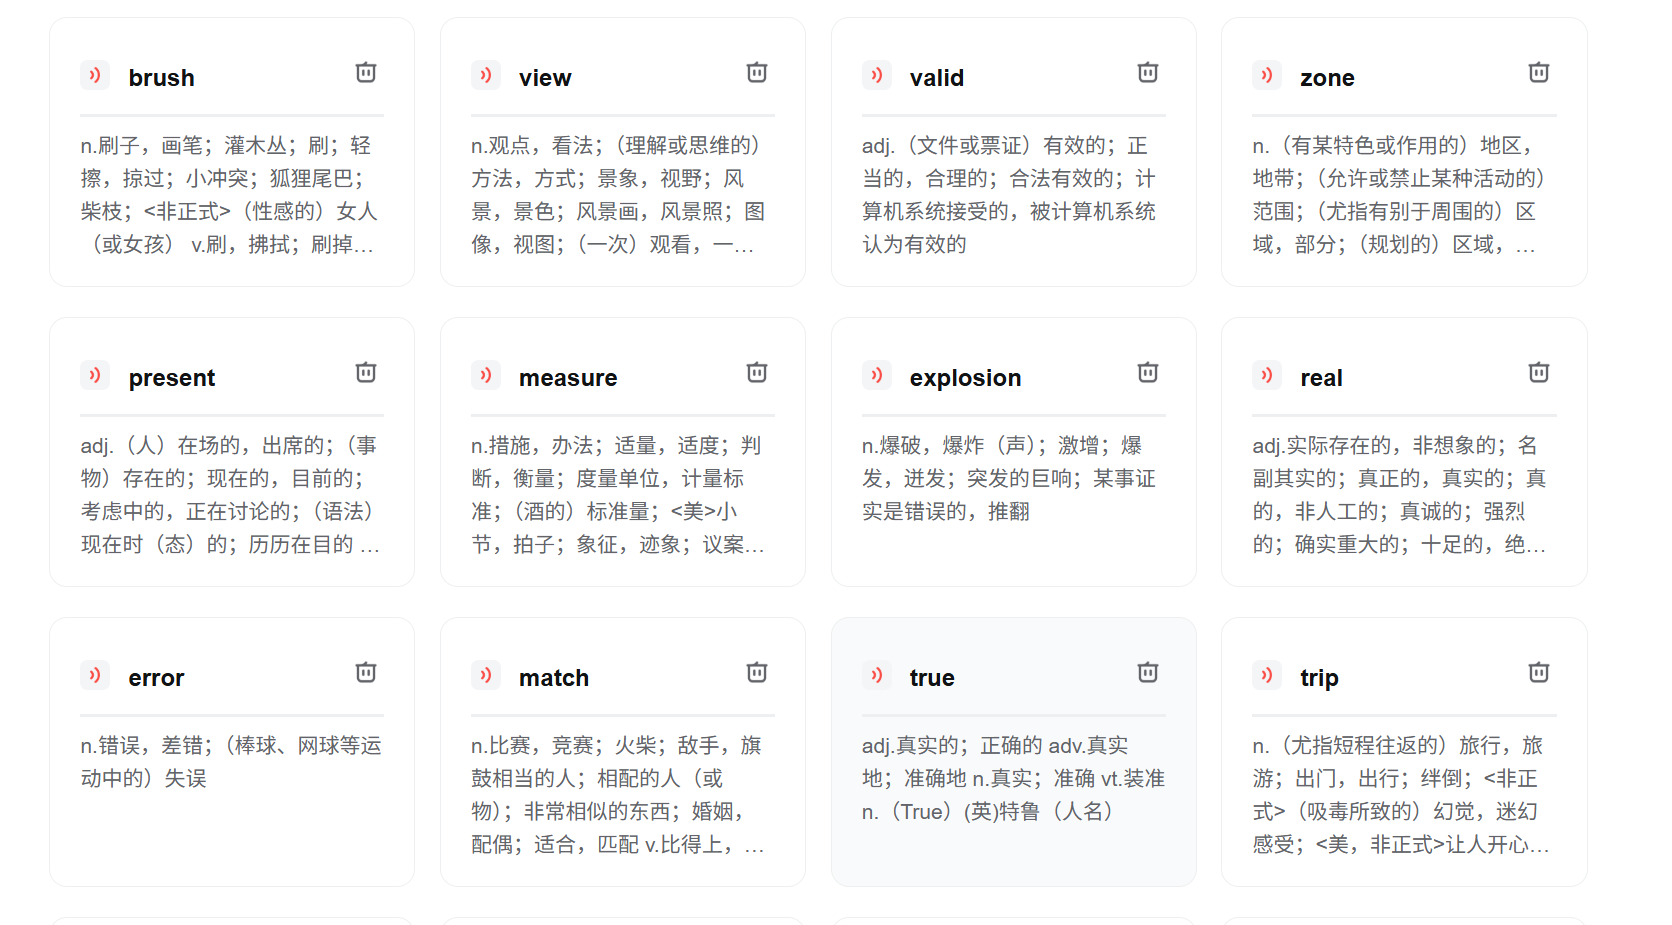 brush
n.刷子，画笔；灌木丛；刷；轻
擦，掠过；小冲突；狐狸尾巴；
柴枝；<非正式>（性感的）女人
（或女孩） v.刷，拂拭；刷掉…
view
n.观点，看法；（理解或思维的）
方法，方式；景象，视野；风
景，景色；风景画，风景照；图
像，视图；（一次）观看，一…
valid
adj.（文件或票证）有效的；正
当的，合理的；合法有效的；计
算机系统接受的，被计算机系统
认为有效的
zone
n.（有某特色或作用的）地区，
地带；（允许或禁止某种活动的）
范围；（尤指有别于周围的）区
域，部分；（规划的）区域，…
present
adj.（人）在场的，出席的；（事
物）存在的；现在的，目前的；
考虑中的，正在讨论的；（语法）
现在时（态）的；历历在目的 …
measure
n.措施，办法；适量，适度；判
断，衡量；度量单位，计量标
准；（酒的）标准量；<美>小
节，拍子；象征，迹象；议案…
explosion
n.爆破，爆炸（声）；激增；爆
发，迸发；突发的巨响；某事证
实是错误的，推翻
real
adj.实际存在的，非想象的；名
副其实的；真正的，真实的；真
的，非人工的；真诚的；强烈
的；确实重大的；十足的，绝…
error
n.错误，差错；（棒球、网球等运
动中的）失误
match
n.比赛，竞赛；火柴；敌手，旗
鼓相当的人；相配的人（或
物）；非常相似的东西；婚姻，
配偶；适合，匹配 v.比得上，…
true
adj.真实的；正确的 adv.真实
地；准确地 n.真实；准确 vt.装准
n.（True）(英)特鲁（人名）
trip
n.（尤指短程往返的）旅行，旅
游；出门，出行；绊倒；<非正
式>（吸毒所致的）幻觉，迷幻
感受；<美，非正式>让人开心…